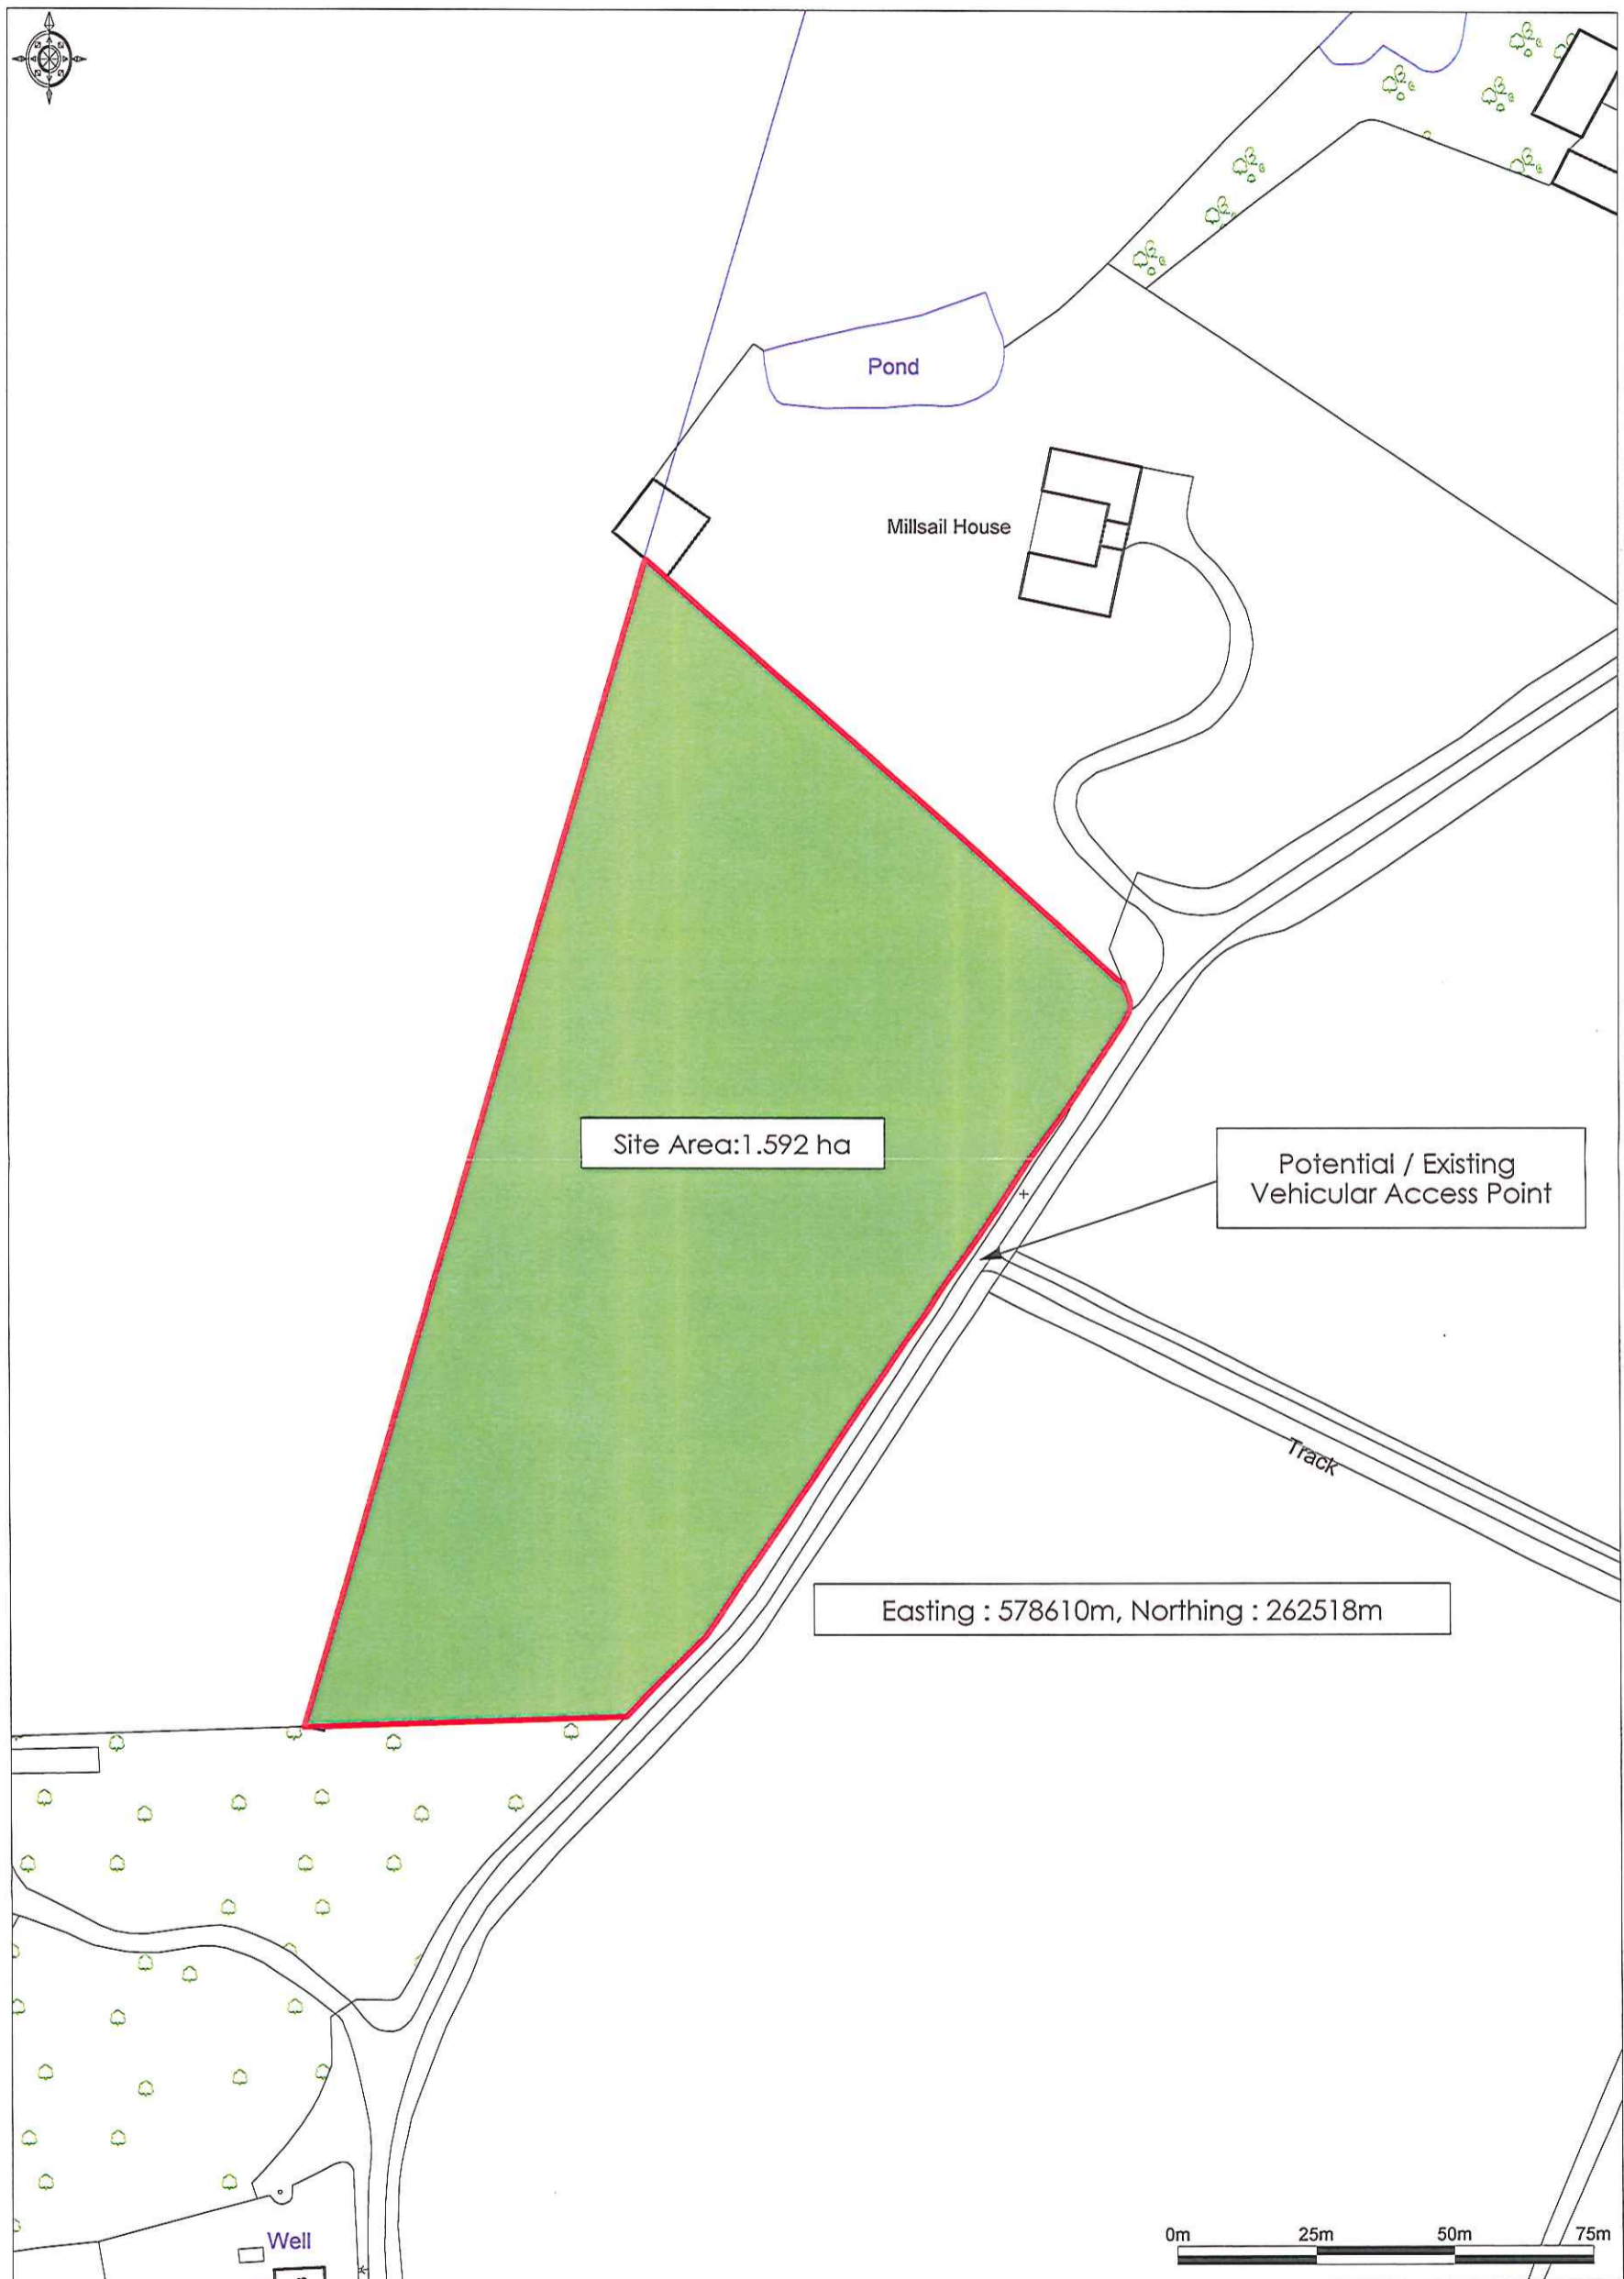 Pond
Millsail House
Site Area:1.592 ha
Potential / Existing
Vehicular Access Point
Track
Easting : 578610m, Northing : 262518m
Well
0m 25m 50m 75m